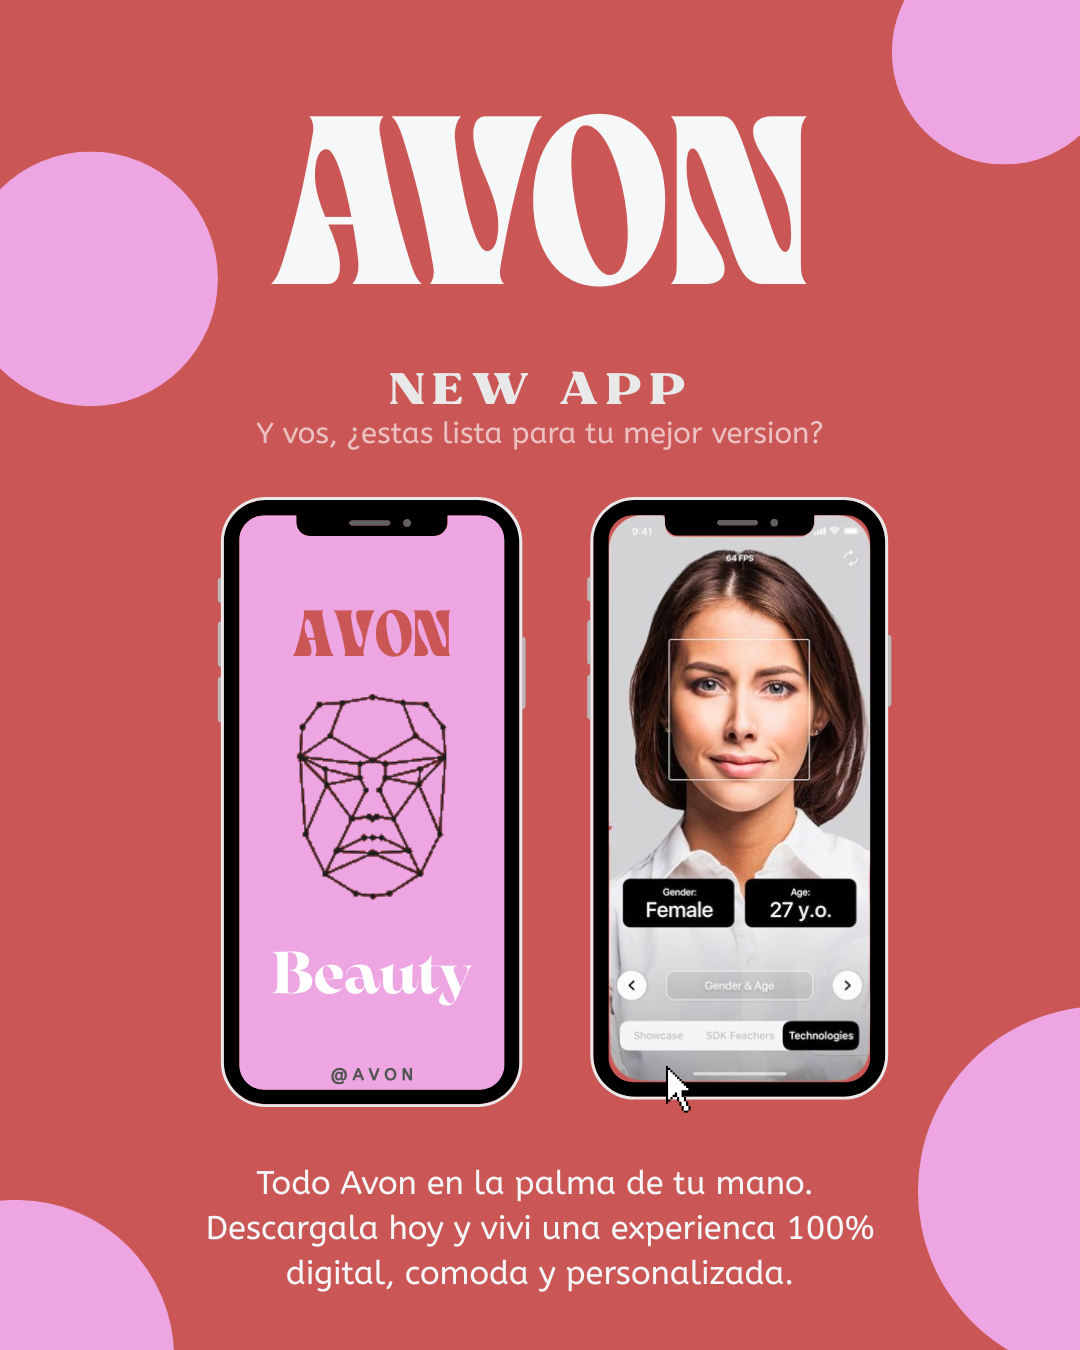 AVON
NEW APP
Y vos, ¿estas lista para tu mejor version?
AVON
Beauty
@AVON
9:41
64 FPS
Gender:
Female
Age:
27 y.o.
Gender & Age
Showcase
SDK Feachers
Technologies
Todo Avon en la palma de tu mano.
Descargala hoy y vivi una experienca 100%
digital, comoda y personalizada.